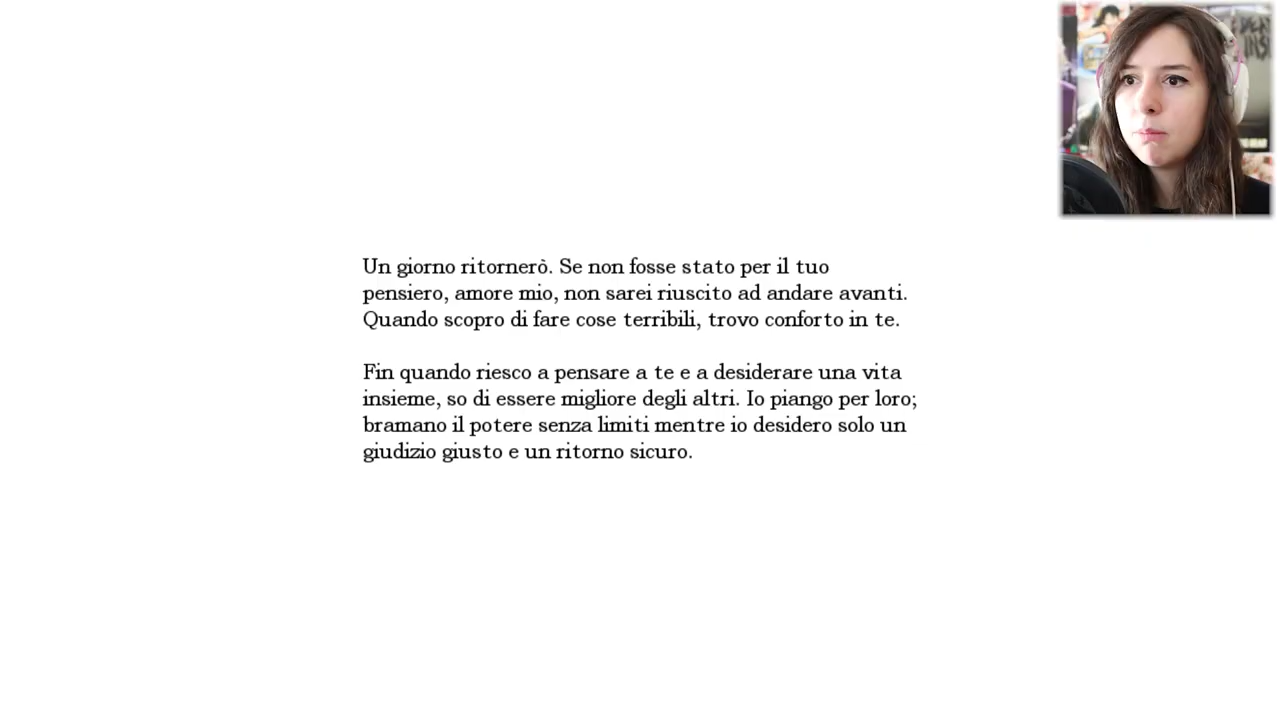 Un giorno ritornerò. Se non fosse stato per il tuo
pensiero, amore mio, non sarei riuscito ad andare avanti.
Quando scopro di fare cose terribili, trovo conforto in te.
Fin quando riesco a pensare a te e a desiderare una vita
insieme, so di essere migliore degli altri. Io piango per loro;
bramano il potere senza limiti mentre io desidero solo un
giudizio giusto e un ritorno sicuro.